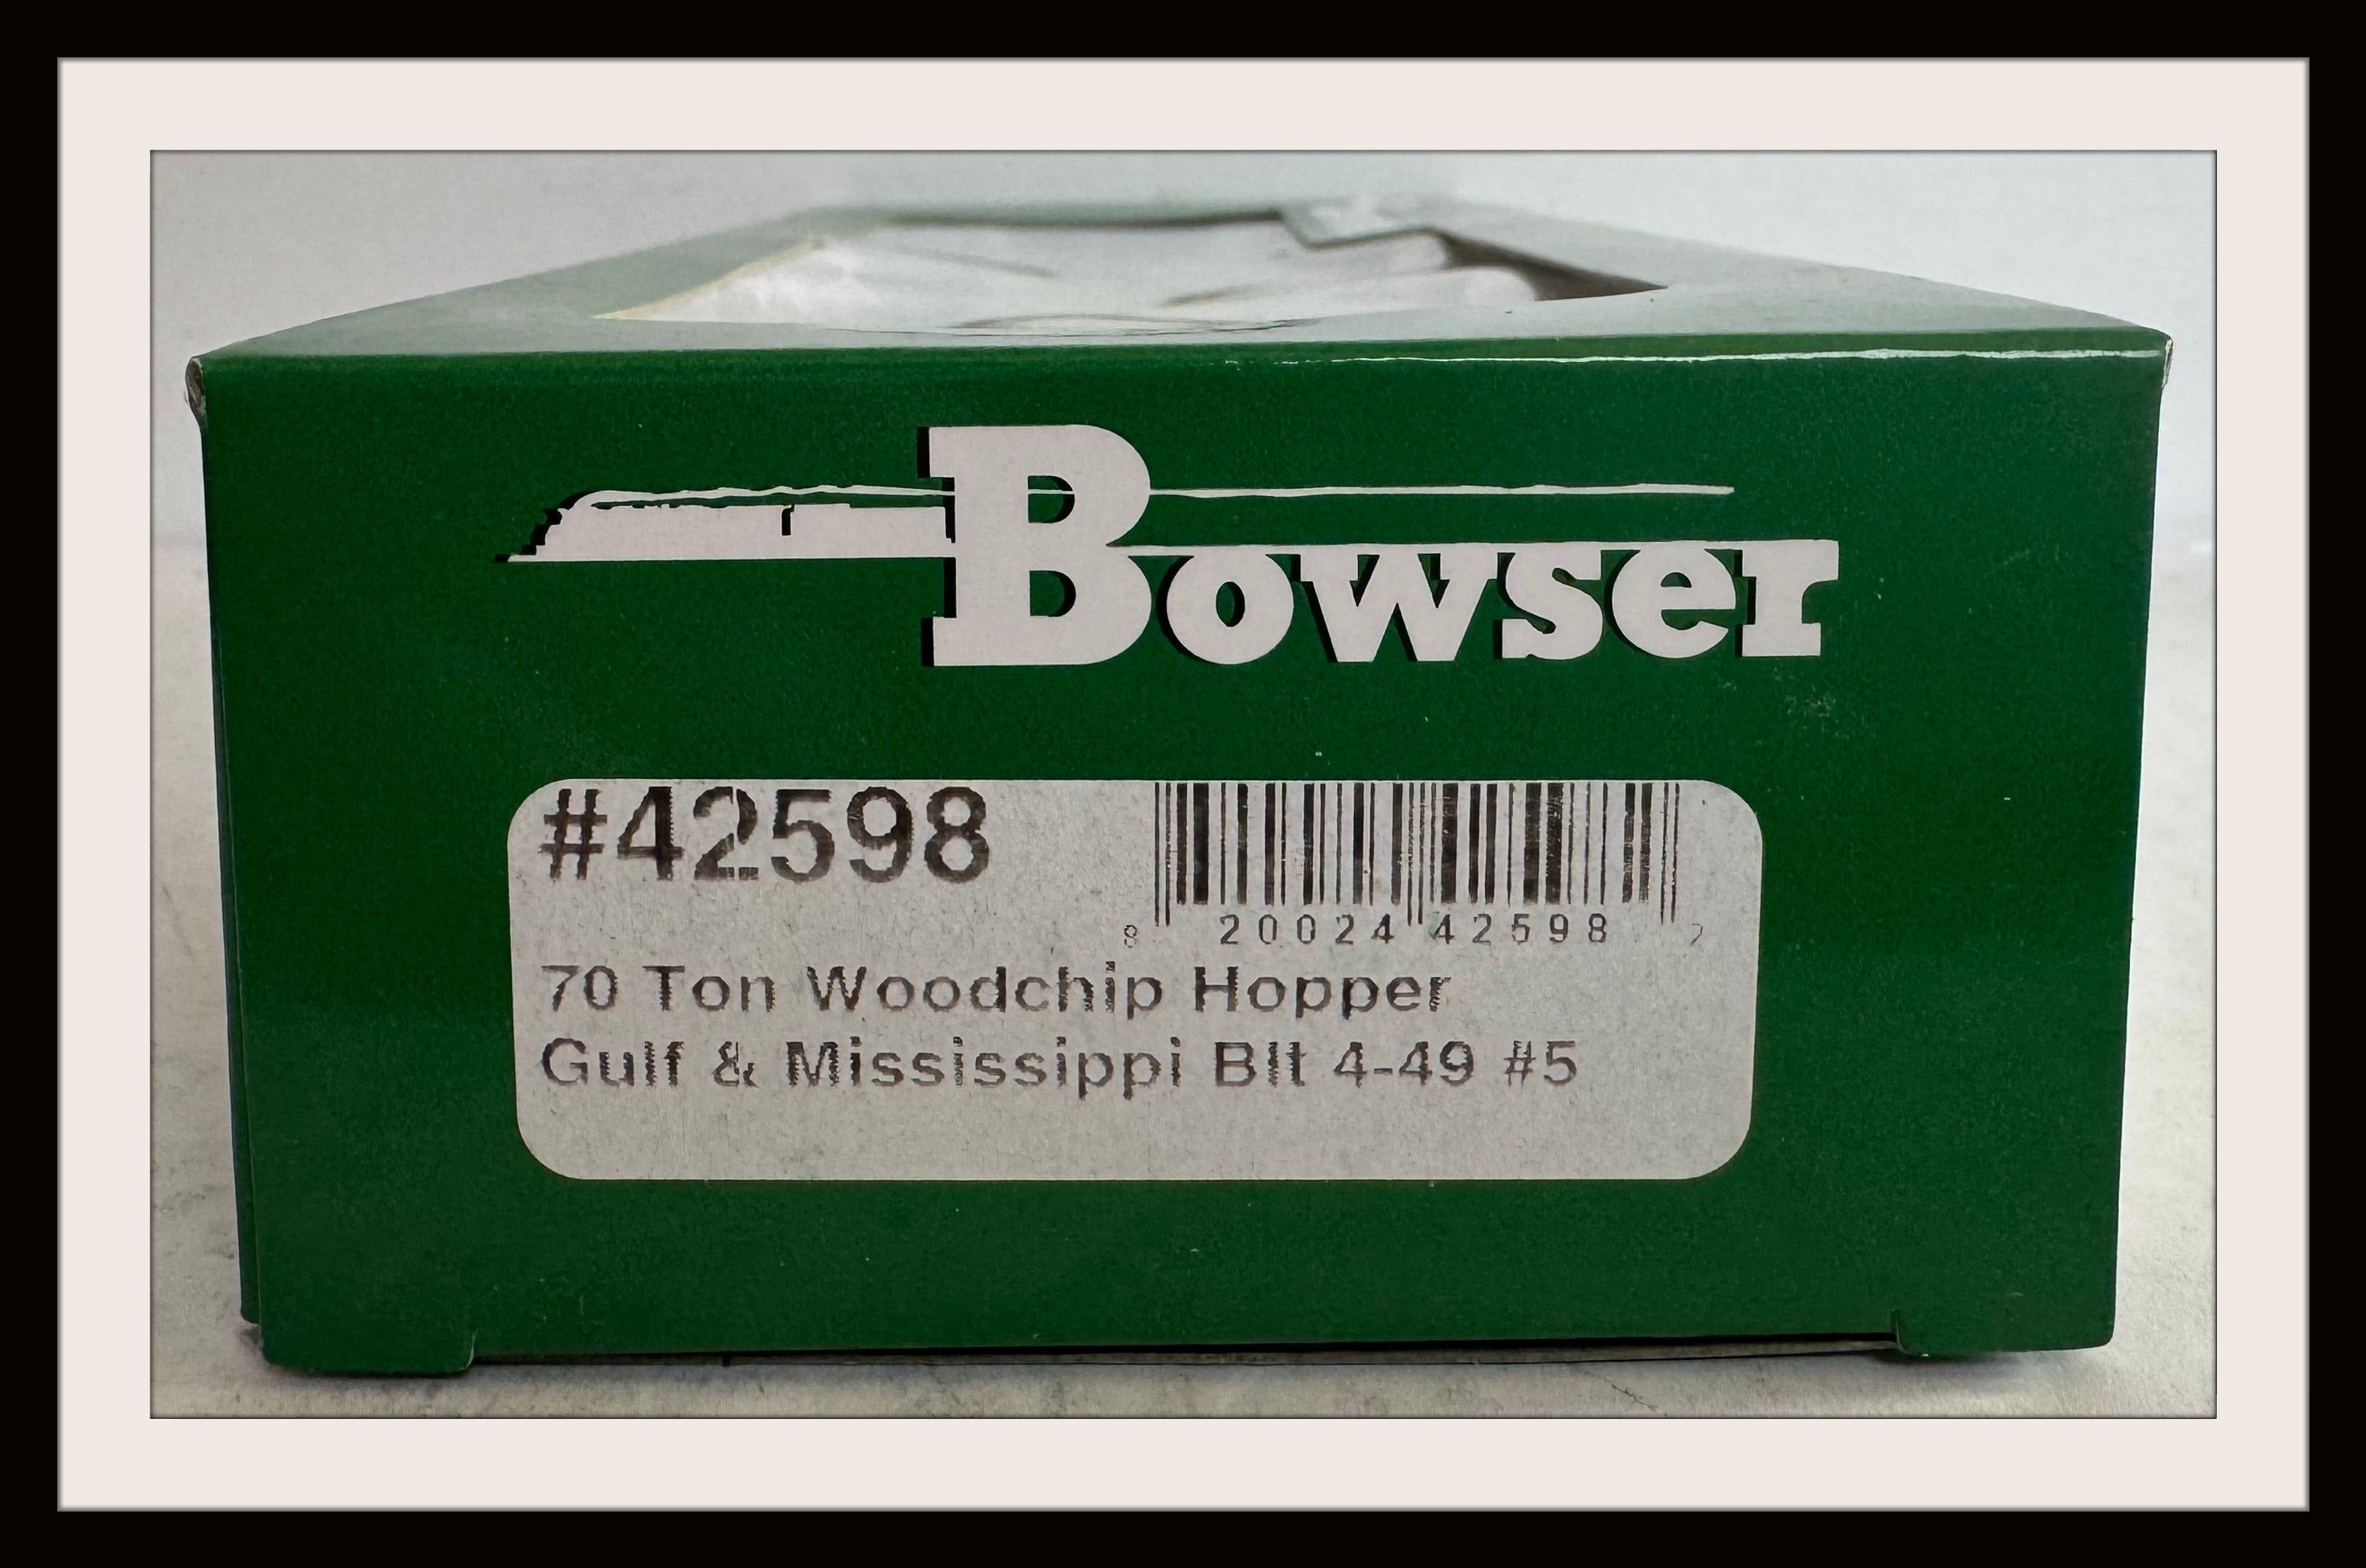 Bowser
#42598
8 20024 42598 7
70 Ton Woodchip Hopper
Gulf & Mississippi Blt 4-49 #5